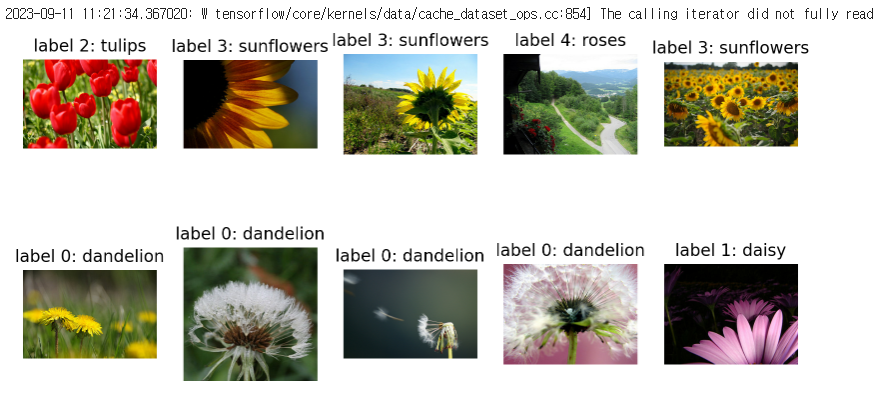 2023-09-11 11:21:34.367020: W tensorflow/core/kernels/data/cache_dataset_ops.cc:854] The calling iterator did not fully read
label 2: tulips
label 3: sunflowers
label 3: sunflowers
label 4: roses
label 3: sunflowers
label 0: dandelion
label 0: dandelion
label 0: dandelion
label 0: dandelion
label 1: daisy